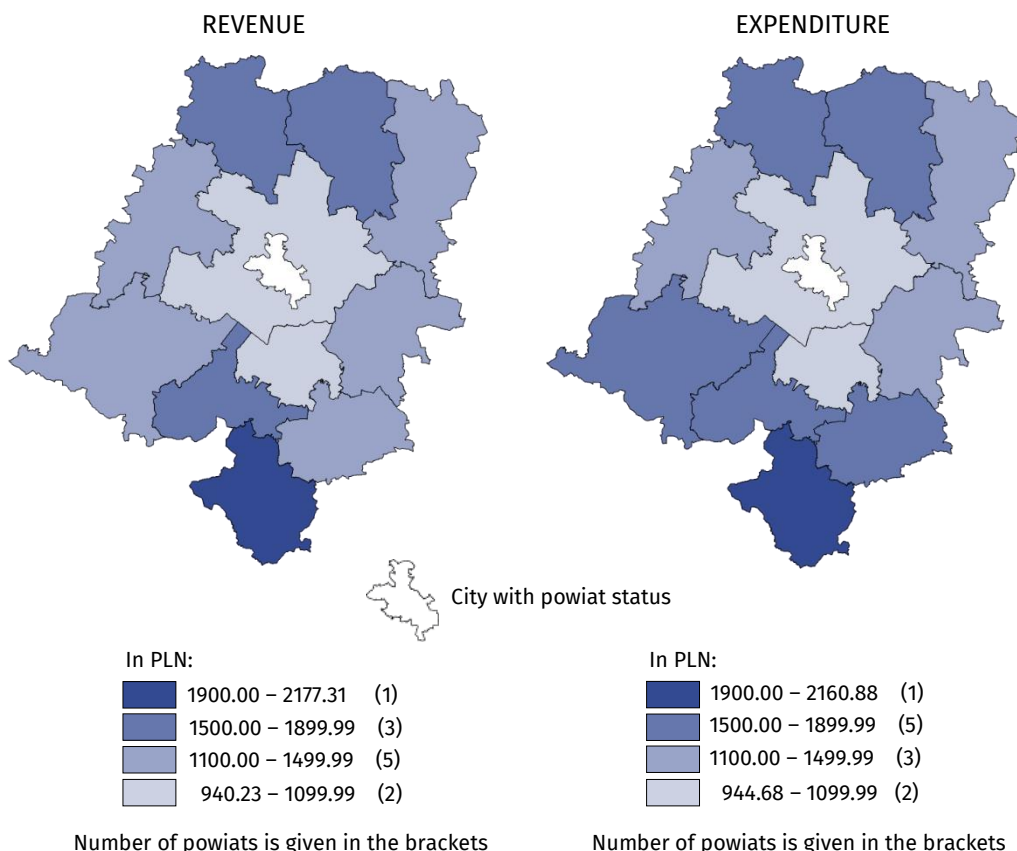 REVENUE
EXPENDITURE
City with powiat status
In PLN:
1900.00 – 2177.31 (1)
1500.00 – 1899.99 (3)
1100.00 – 1499.99 (5)
940.23 – 1099.99 (2)
Number of powiats is given in the brackets
In PLN:
1900.00 – 2160.88 (1)
1500.00 – 1899.99 (5)
1100.00 – 1499.99 (3)
944.68 – 1099.99 (2)
Number of powiats is given in the brackets